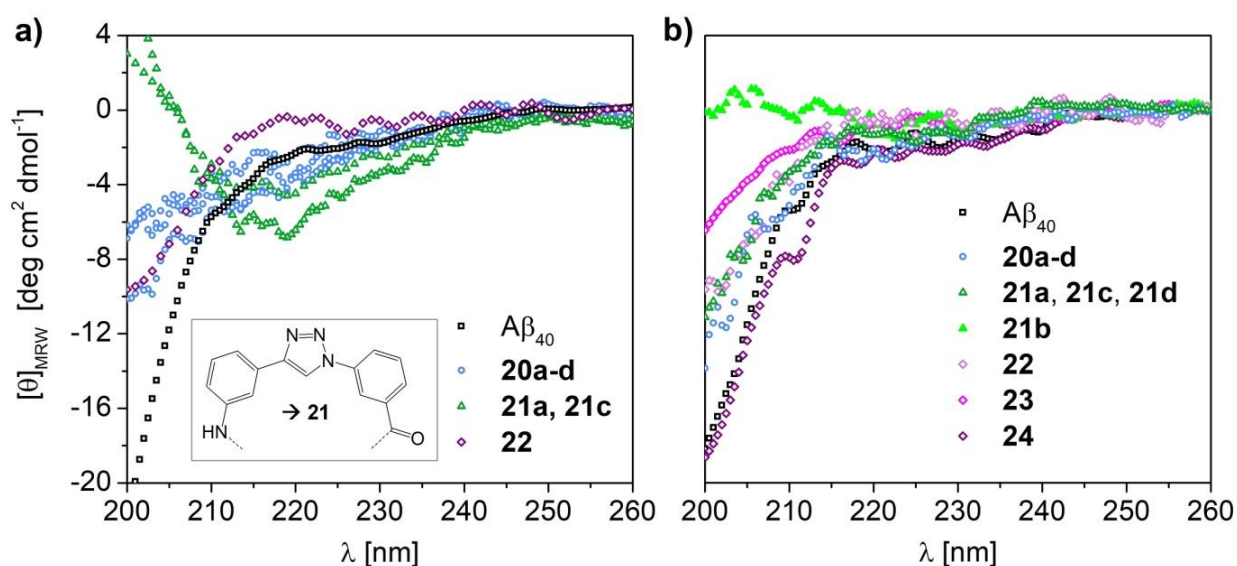 a)
[θ]MRW [deg cm² dmol⁻¹]
4
0
-4
-8
-12
-16
-20
200 210 220 230 240 250 260
λ [nm]
N=N
N
HN
O
→ 21
Aβ40
20a-d
21a, 21c
22
b)
Aβ40
20a-d
21a, 21c, 21d
21b
22
23
24
200 210 220 230 240 250 260
λ [nm]